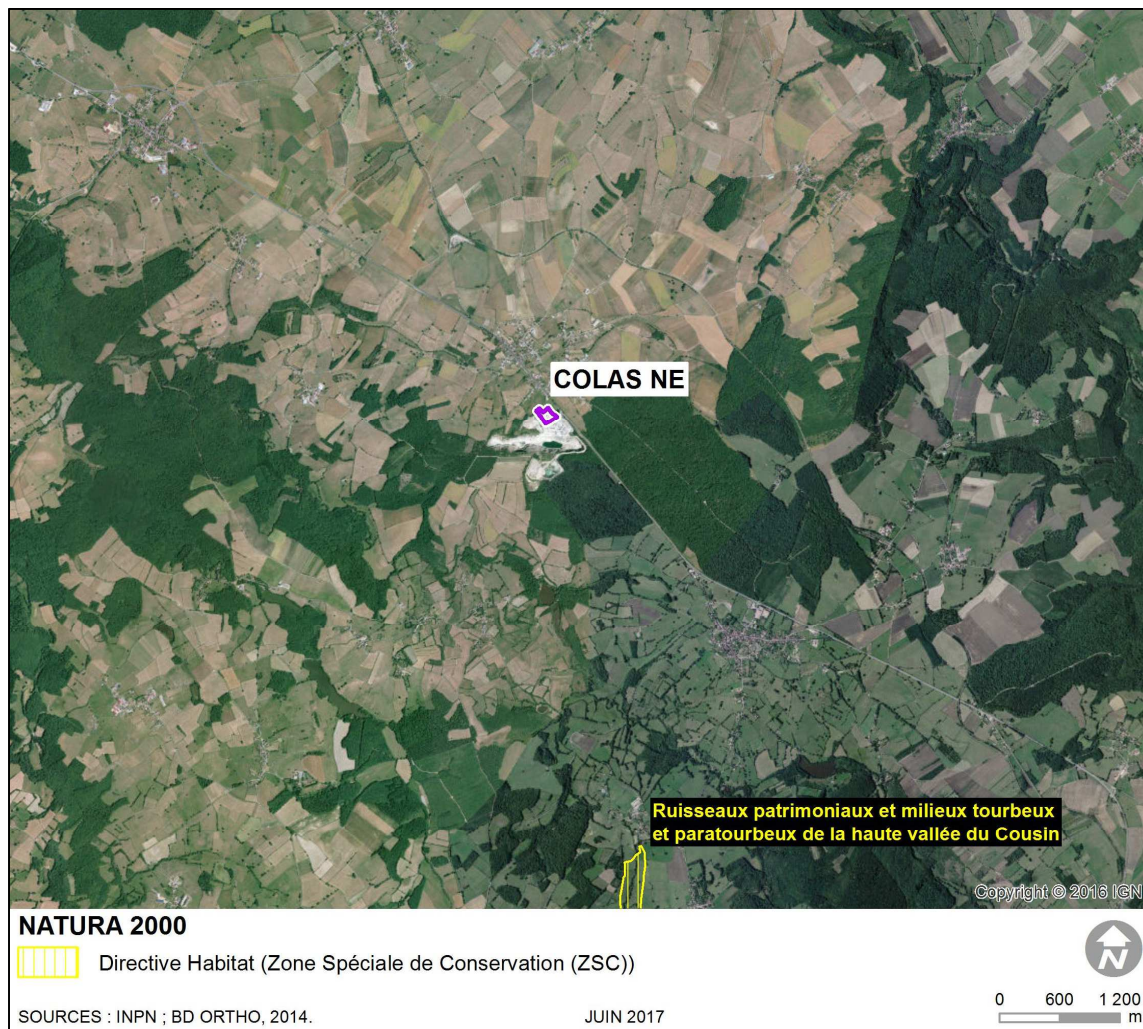 COLAS NE
Ruisseaux patrimoniaux et milieux tourbeux
et paratourbeux de la haute vallée du Cousin
Copyright © 2016 IGN
NATURA 2000
Directive Habitat (Zone Spéciale de Conservation (ZSC))
N
SOURCES : INPN ; BD ORTHO, 2014.
JUIN 2017
0 600 1 200
m